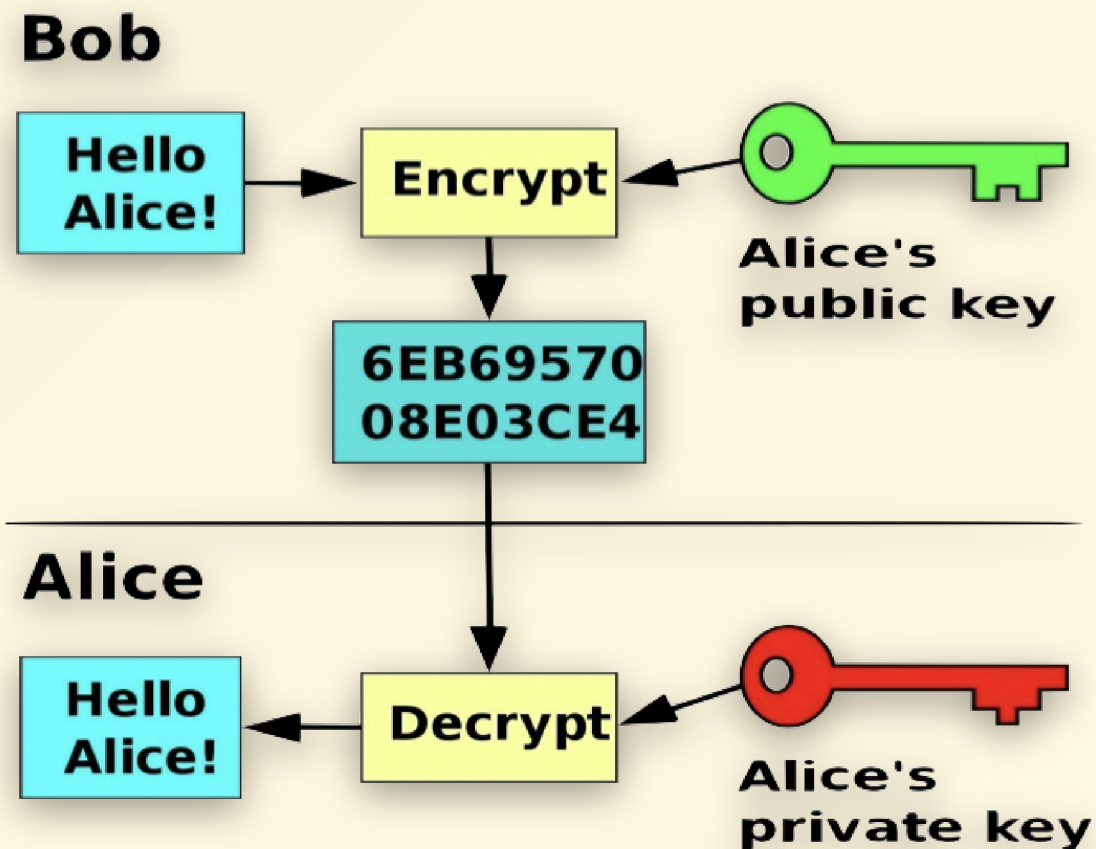 Bob
Hello
Alice!
Encrypt
Alice's
public key
6EB69570
08E03CE4
Alice
Hello
Alice!
Decrypt
Alice's
private key